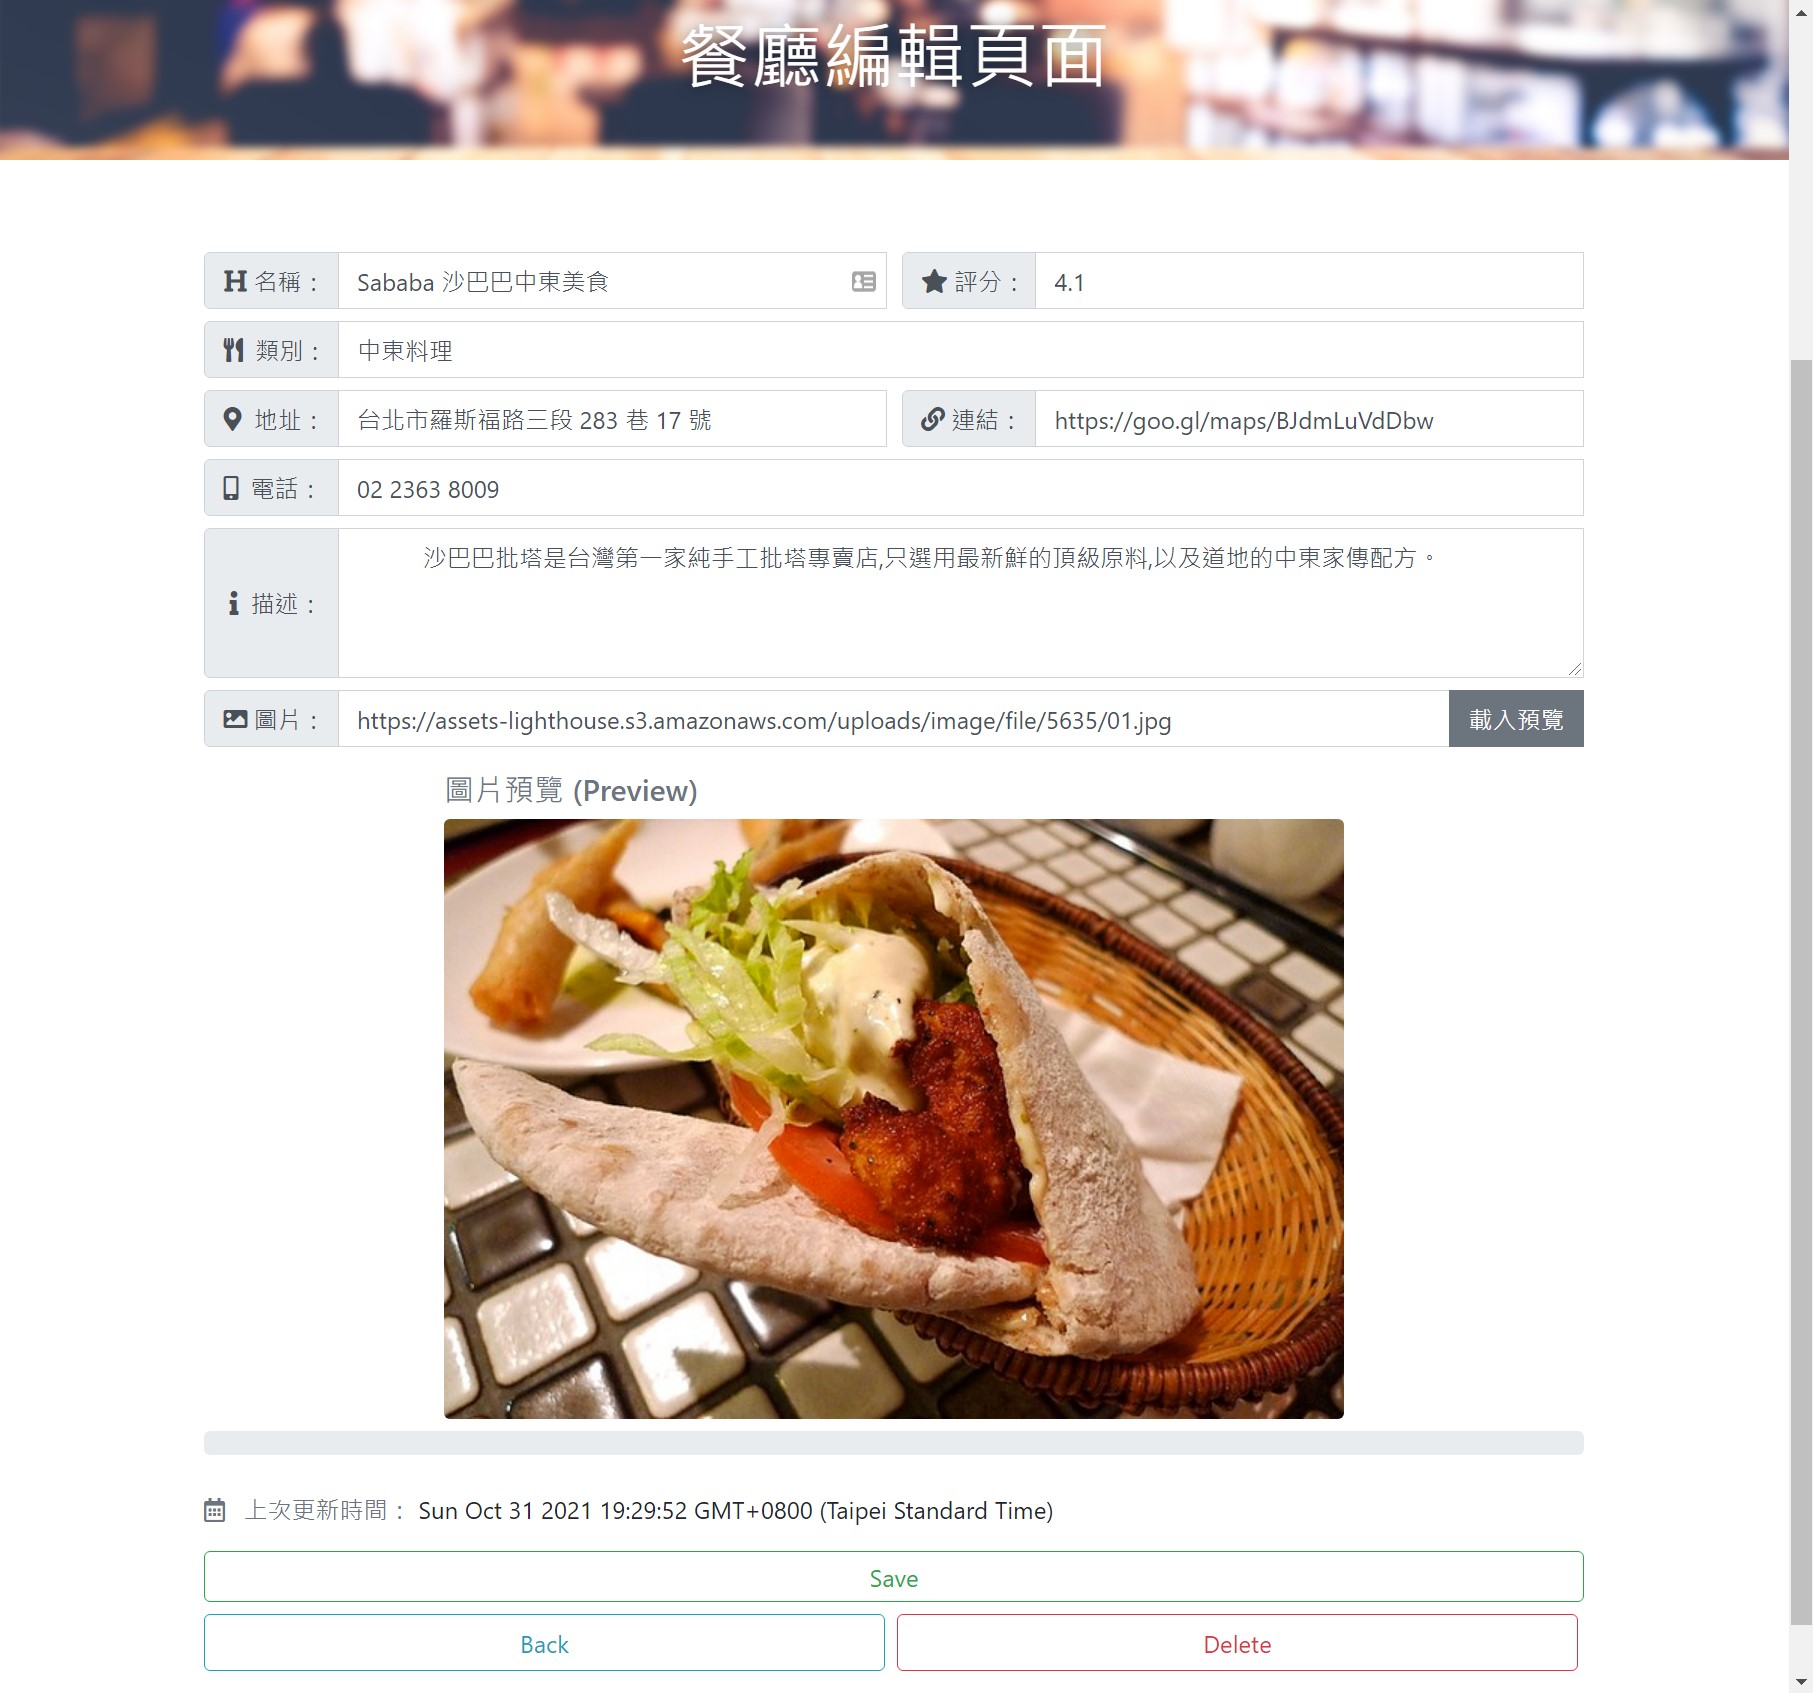 餐廳編輯頁面
名稱： Sababa 沙巴巴中東美食 評分： 4.1
類別： 中東料理
地址： 台北市羅斯福路三段 283 巷 17 號 連結： https://goo.gl/maps/BJdmLuVdDbw
電話： 02 2363 8009
描述： 沙巴巴批塔是台灣第一家純手工批塔專賣店,只選用最新鮮的頂級原料,以及道地的中東家傳配方。
圖片： https://assets-lighthouse.s3.amazonaws.com/uploads/image/file/5635/01.jpg 載入預覽
圖片預覽 (Preview)
上次更新時間： Sun Oct 31 2021 19:29:52 GMT+0800 (Taipei Standard Time)
Save
Back Delete